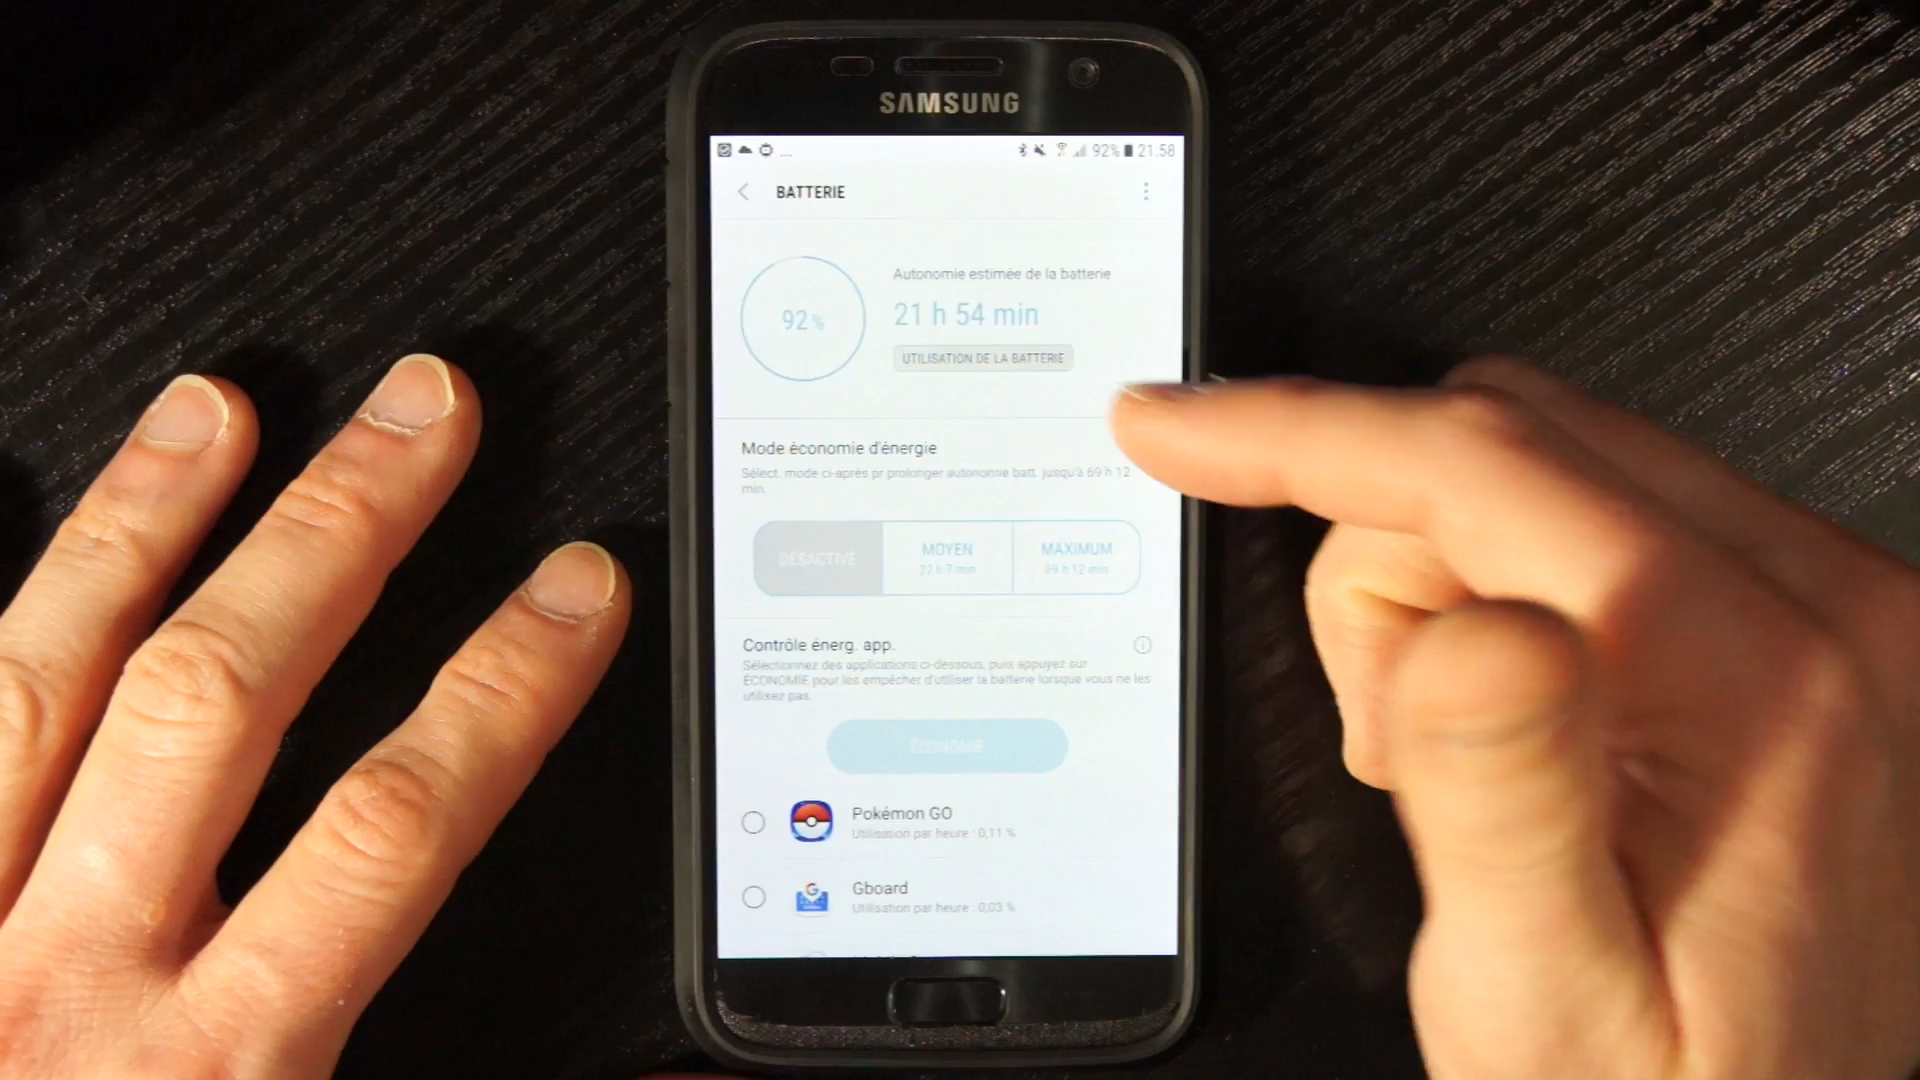 SAMSUNG
... 92% 21:58
BATTERIE
Autonomie estimée de la batterie
92%
21 h 54 min
UTILISATION DE LA BATTERIE
Mode économie d'énergie
Sélect. mode ci-après pr prolonger autonomie batt. jusqu'à 69 h 12
min.
DÉSACTIVÉ
MOYEN
22 h 7 min
MAXIMUM
69 h 12 min
Contrôle énerg. app.
Sélectionnez des applications ci-dessous, puis appuyez sur
ÉCONOMIE pour les empêcher d'utiliser la batterie lorsque vous ne les
utilisez pas.
ÉCONOMIE
Pokémon GO
Utilisation par heure : 0,11 %
Gboard
Utilisation par heure : 0,03 %